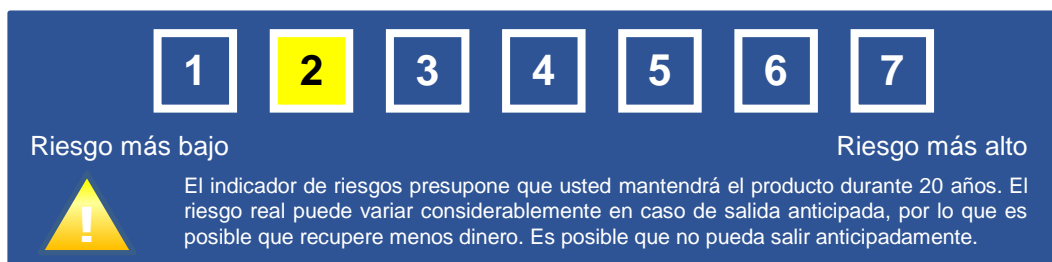 1 2 3 4 5 6 7
Riesgo más bajo Riesgo más alto
!
El indicador de riesgos presupone que usted mantendrá el producto durante 20 años. El
riesgo real puede variar considerablemente en caso de salida anticipada, por lo que es
posible que recupere menos dinero. Es posible que no pueda salir anticipadamente.